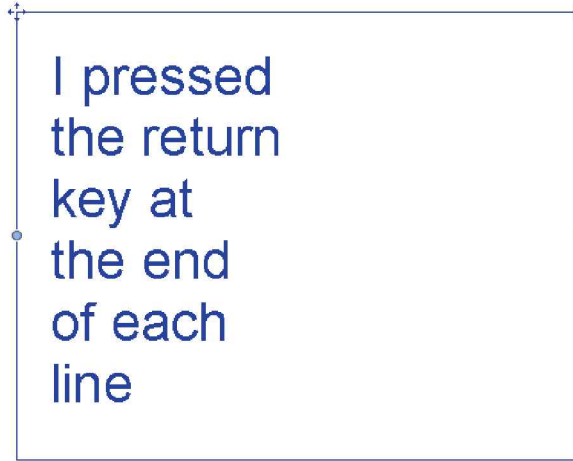 I pressed
the return
key at
the end
of each
line